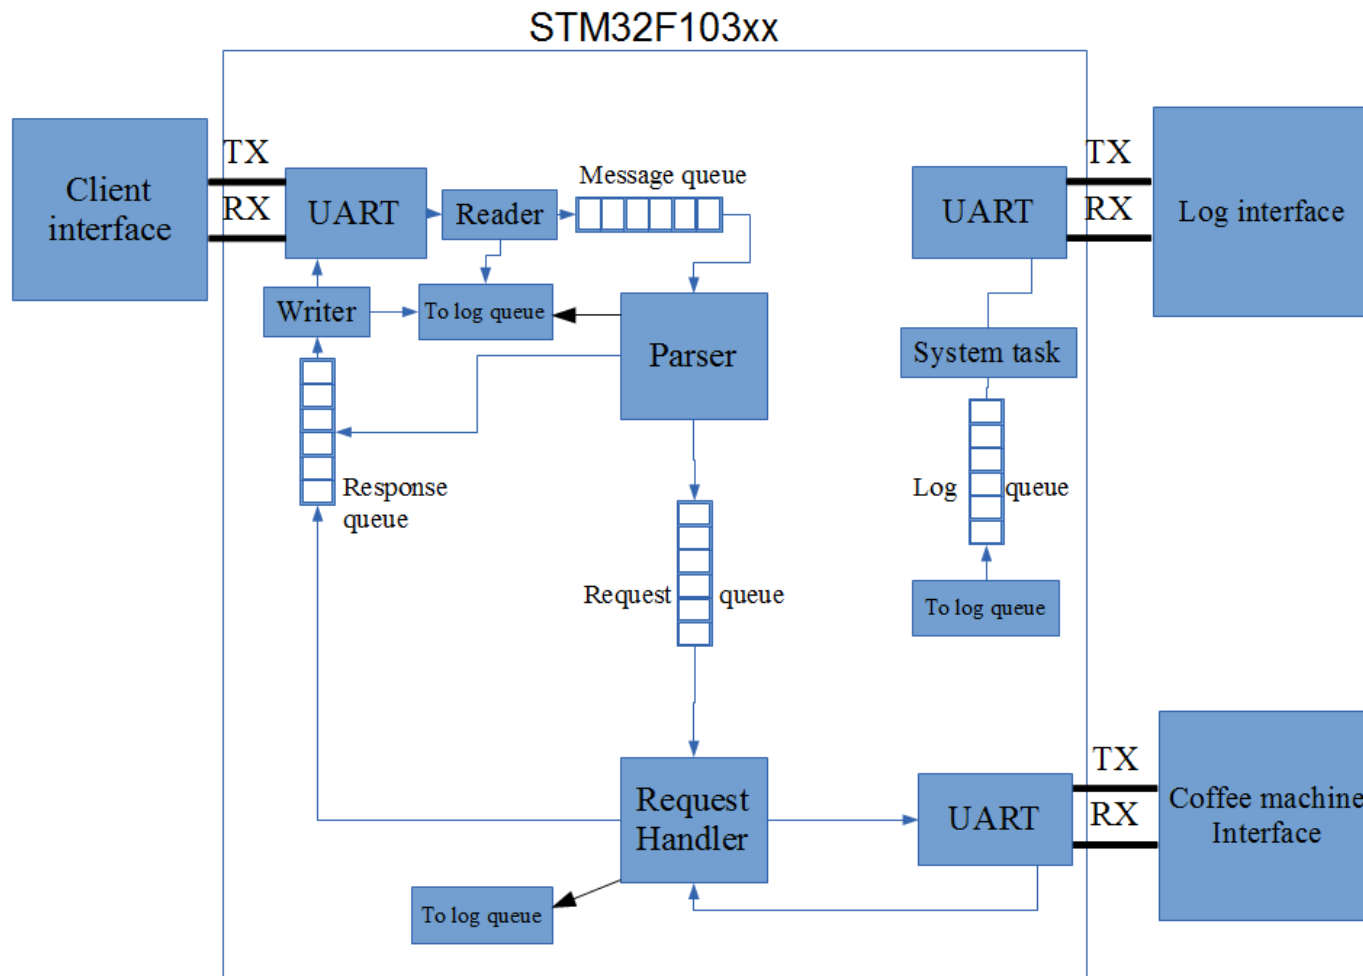 STM32F103xx
Client
interface
TX
RX
UART
Reader
Message queue
Writer
To log queue
Parser
Response
queue
Request queue
Request
Handler
To log queue
UART
TX
RX
Log interface
System task
Log queue
To log queue
UART
TX
RX
Coffee machine
Interface